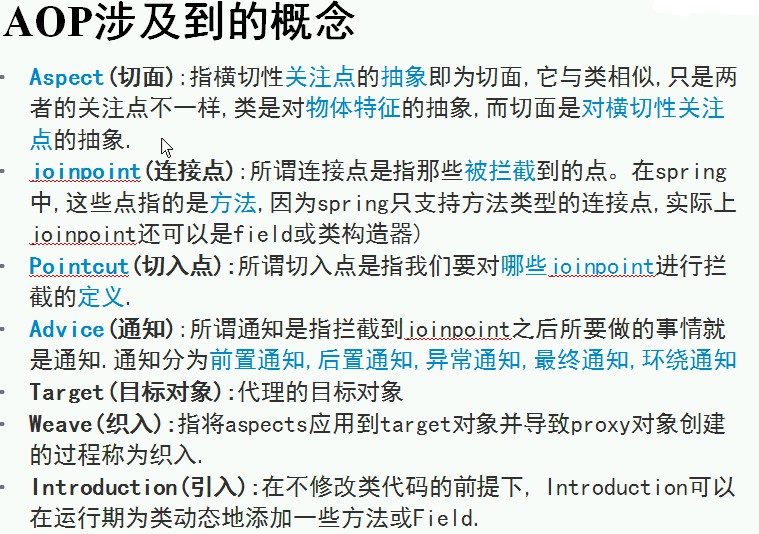 AOP涉及到的概念
Aspect(切面):指横切性关注点的抽象即为切面,它与类相似,只是两
者的关注点不一样,类是对物体特征的抽象,而切面是对横切性关注
点的抽象.
joinpoint(连接点):所谓连接点是指那些被拦截到的点。在spring
中,这些点指的是方法,因为spring只支持方法类型的连接点,实际上
joinpoint还可以是field或类构造器)
Pointcut(切入点):所谓切入点是指我们要对哪些joinpoint进行拦
截的定义.
Advice(通知):所谓通知是指拦截到joinpoint之后所要做的事情就
是通知.通知分为前置通知,后置通知,异常通知,最终通知,环绕通知
Target(目标对象):代理的目标对象
Weave(织入):指将aspects应用到target对象并导致proxy对象创建
的过程称为织入.
Introduction(引入):在不修改类代码的前提下, Introduction可以
在运行期为类动态地添加一些方法或Field.